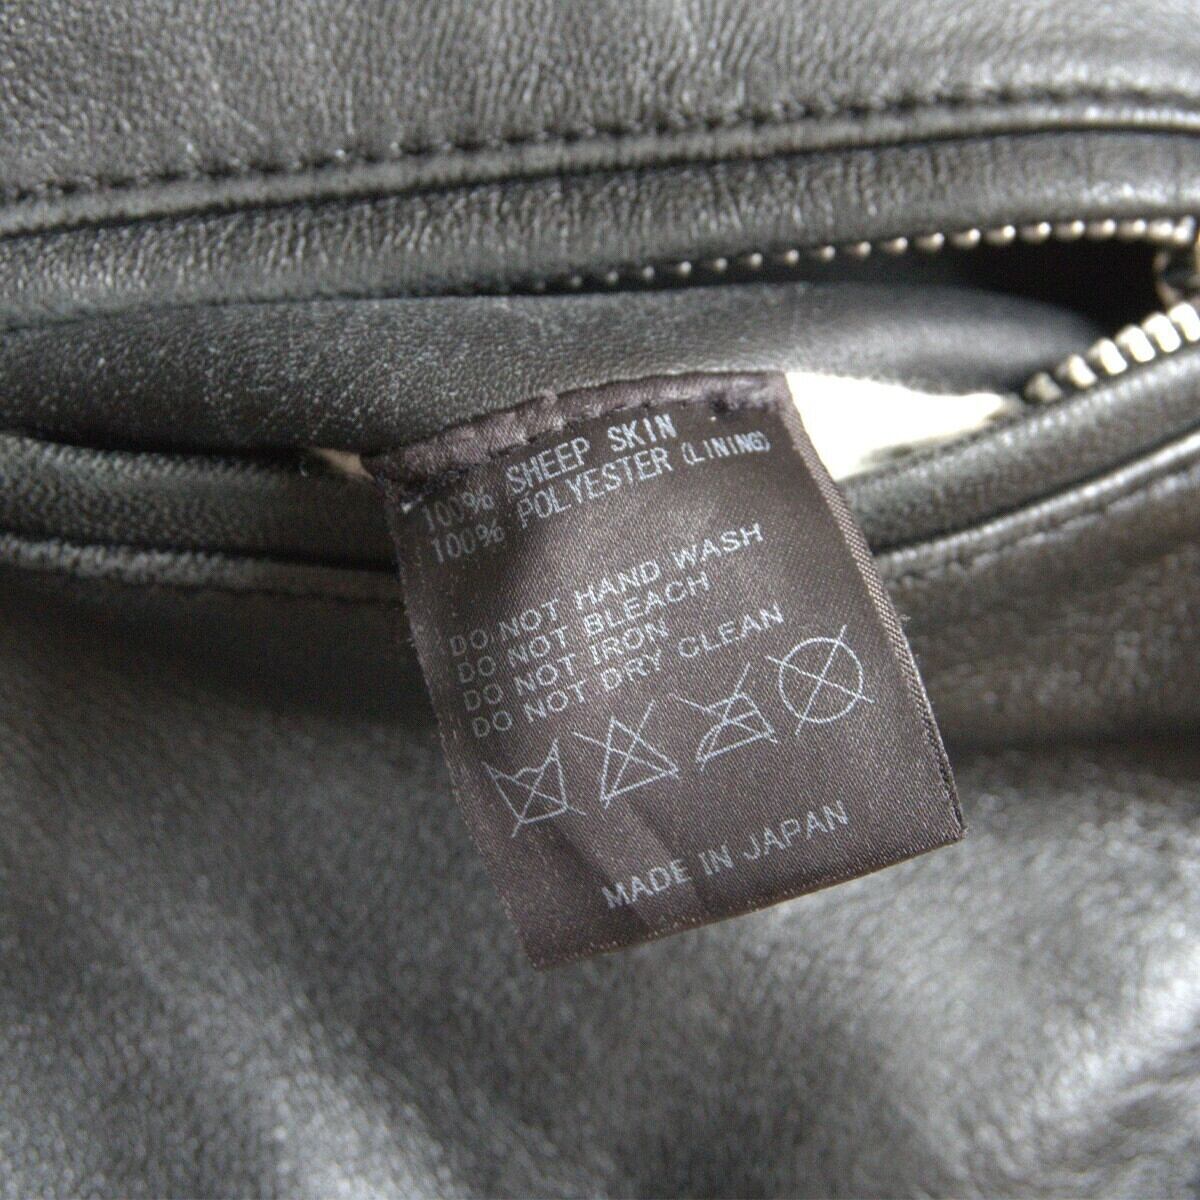 100% SHEEP SKIN
100% POLYESTER (LINING)
DO NOT HAND WASH
DO NOT BLEACH
DO NOT IRON
DO NOT DRY CLEAN
MADE IN JAPAN